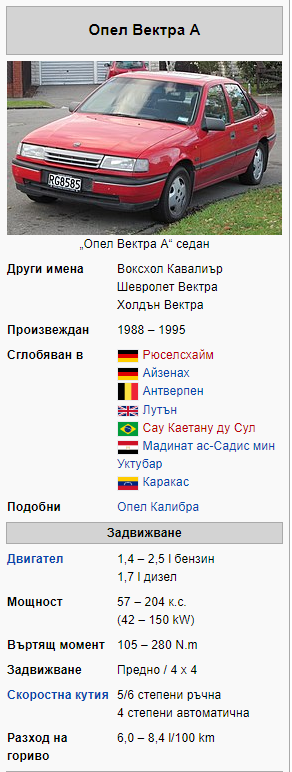 Опел Вектра А
RG8585
„Опел Вектра А“ седан
Други имена Воксхол Кавалиър
Шевролет Вектра
Холдън Вектра
Произвеждан 1988 – 1995
Сглобяван в Рюселсхайм
Айзенах
Антверпен
Лутън
Сау Каетану ду Сул
Мадинат ас-Садис мин
Уктубар
Каракас
Подобни Опел Калибра
Задвижване
Двигател 1,4 – 2,5 l бензин
1,7 l дизел
Мощност 57 – 204 к.с.
(42 – 150 kW)
Въртящ момент 105 – 280 N.m
Задвижване Предно / 4 x 4
Скоростна кутия 5/6 степени ръчна
4 степени автоматична
Разход на 6,0 – 8,4 l/100 km
гориво